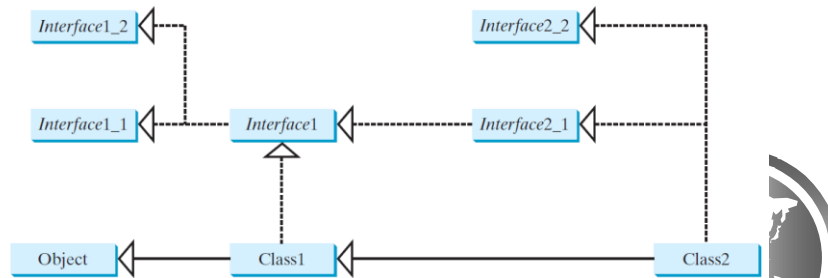 Interface1_2
Interface2_2
Interface1_1
Interface1
Interface2_1
Object
Class1
Class2